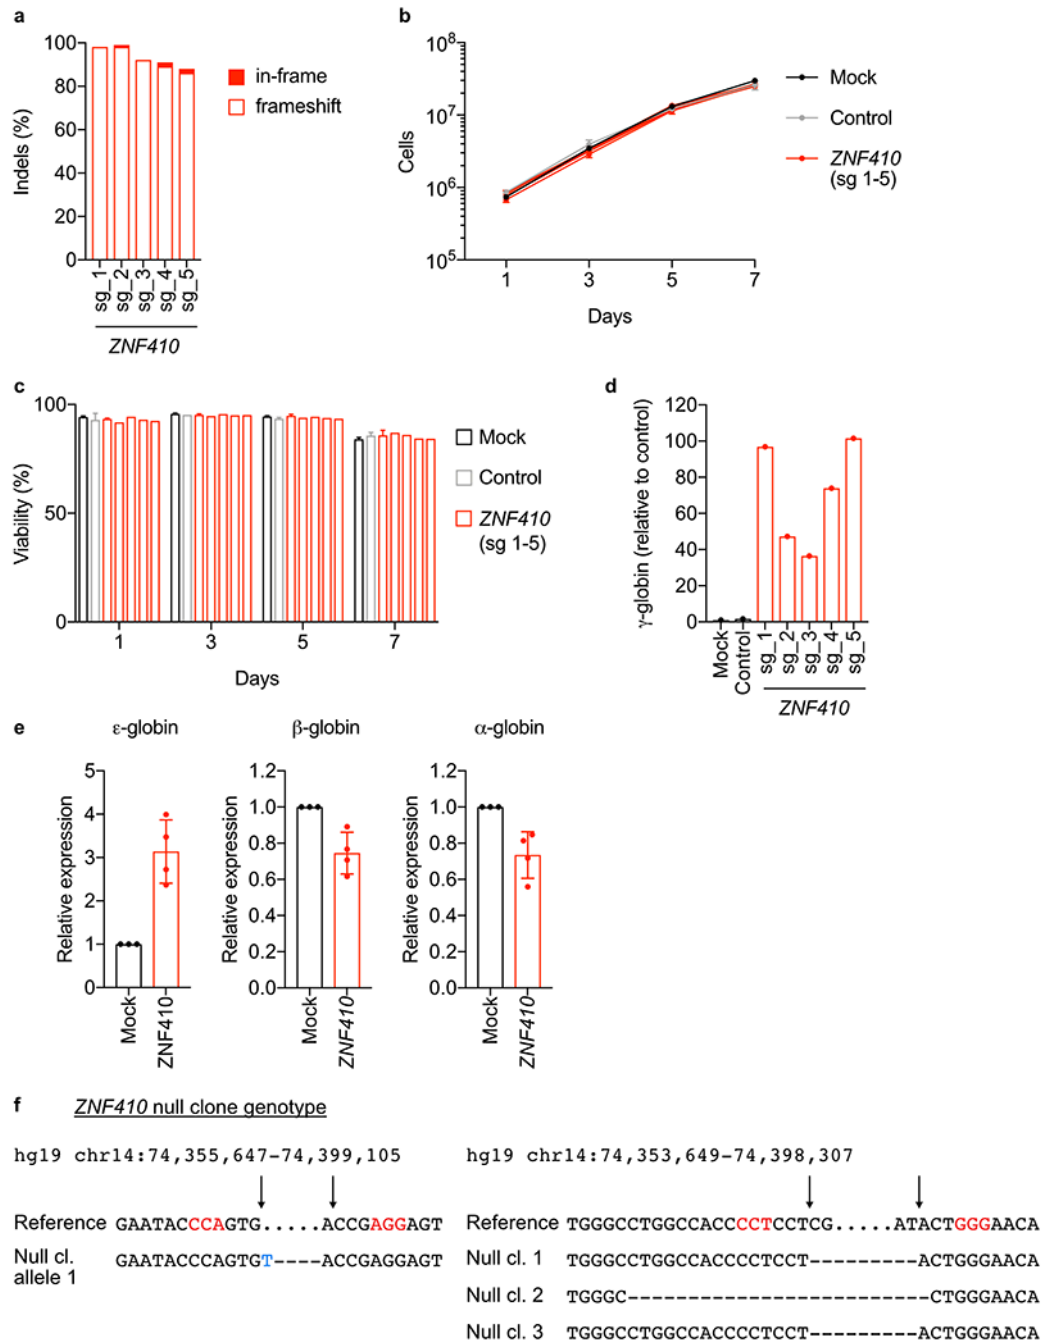 a
100
80
60
40
20
0
Indels (%)
sg_1
sg_2
sg_3
sg_4
sg_5
ZNF410
in-frame
frameshift
b
10⁸
10⁷
10⁶
10⁵
Cells
1 3 5 7
Days
Mock
Control
ZNF410
(sg 1-5)
c
100
50
0
Viability (%)
1 3 5 7
Days
Mock
Control
ZNF410
(sg 1-5)
d
120
100
80
60
40
20
0
γ-globin (relative to control)
Mock
Control
sg_1
sg_2
sg_3
sg_4
sg_5
ZNF410
e
ε-globin
5
4
3
2
1
0
Relative expression
Mock
ZNF410
β-globin
1.2
1.0
0.8
0.6
0.4
0.2
0.0
Relative expression
Mock
ZNF410
α-globin
1.2
1.0
0.8
0.6
0.4
0.2
0.0
Relative expression
Mock
ZNF410
f ZNF410 null clone genotype
hg19 chr14:74,355,647-74,399,105
Reference GAATACCCAGTG.....ACCGAGGAGT
Null cl.
allele 1 GAATACCCAGTGT----ACCGAGGAGT
hg19 chr14:74,353,649-74,398,307
Reference TGGGCCTGGCCACCCCTCCTCG.....ATACTGGGAACA
Null cl. 1 TGGGCCTGGCCACCCCTCCT---------ACTGGGAACA
Null cl. 2 TGGGC-------------------------CTGGGAACA
Null cl. 3 TGGGCCTGGCCACCCCTCCT---------ACTGGGAACA